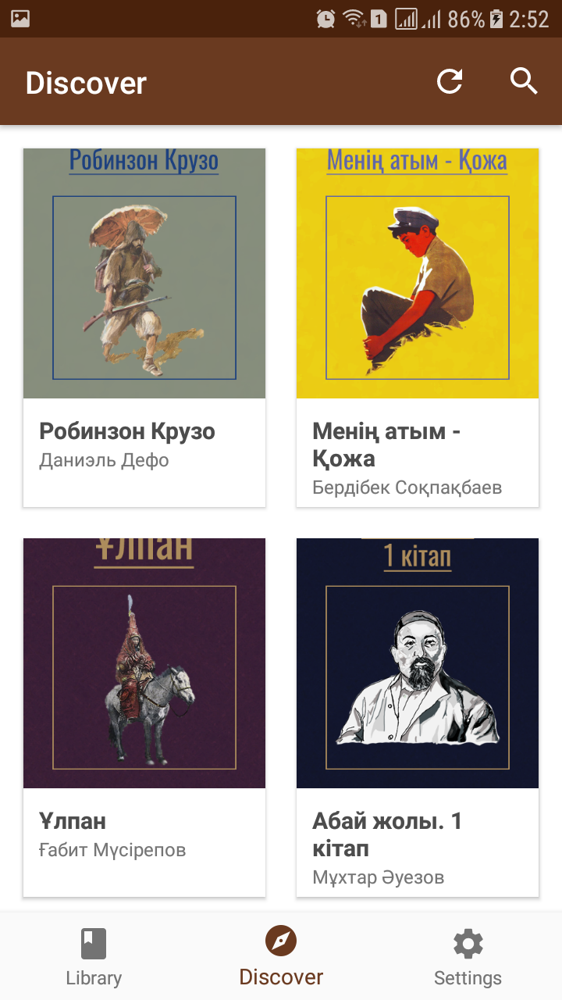 1 86% 2:52
Discover
Робинзон Крузо
Менің атым - Қожа
Робинзон Крузо
Даниэль Дефо
Менің атым -
Қожа
Бердібек Соқпақбаев
Ұлпан
1 кітап
Ұлпан
Ғабит Мүсірепов
Абай жолы. 1
кітап
Мұхтар Әуезов
Library
Discover
Settings